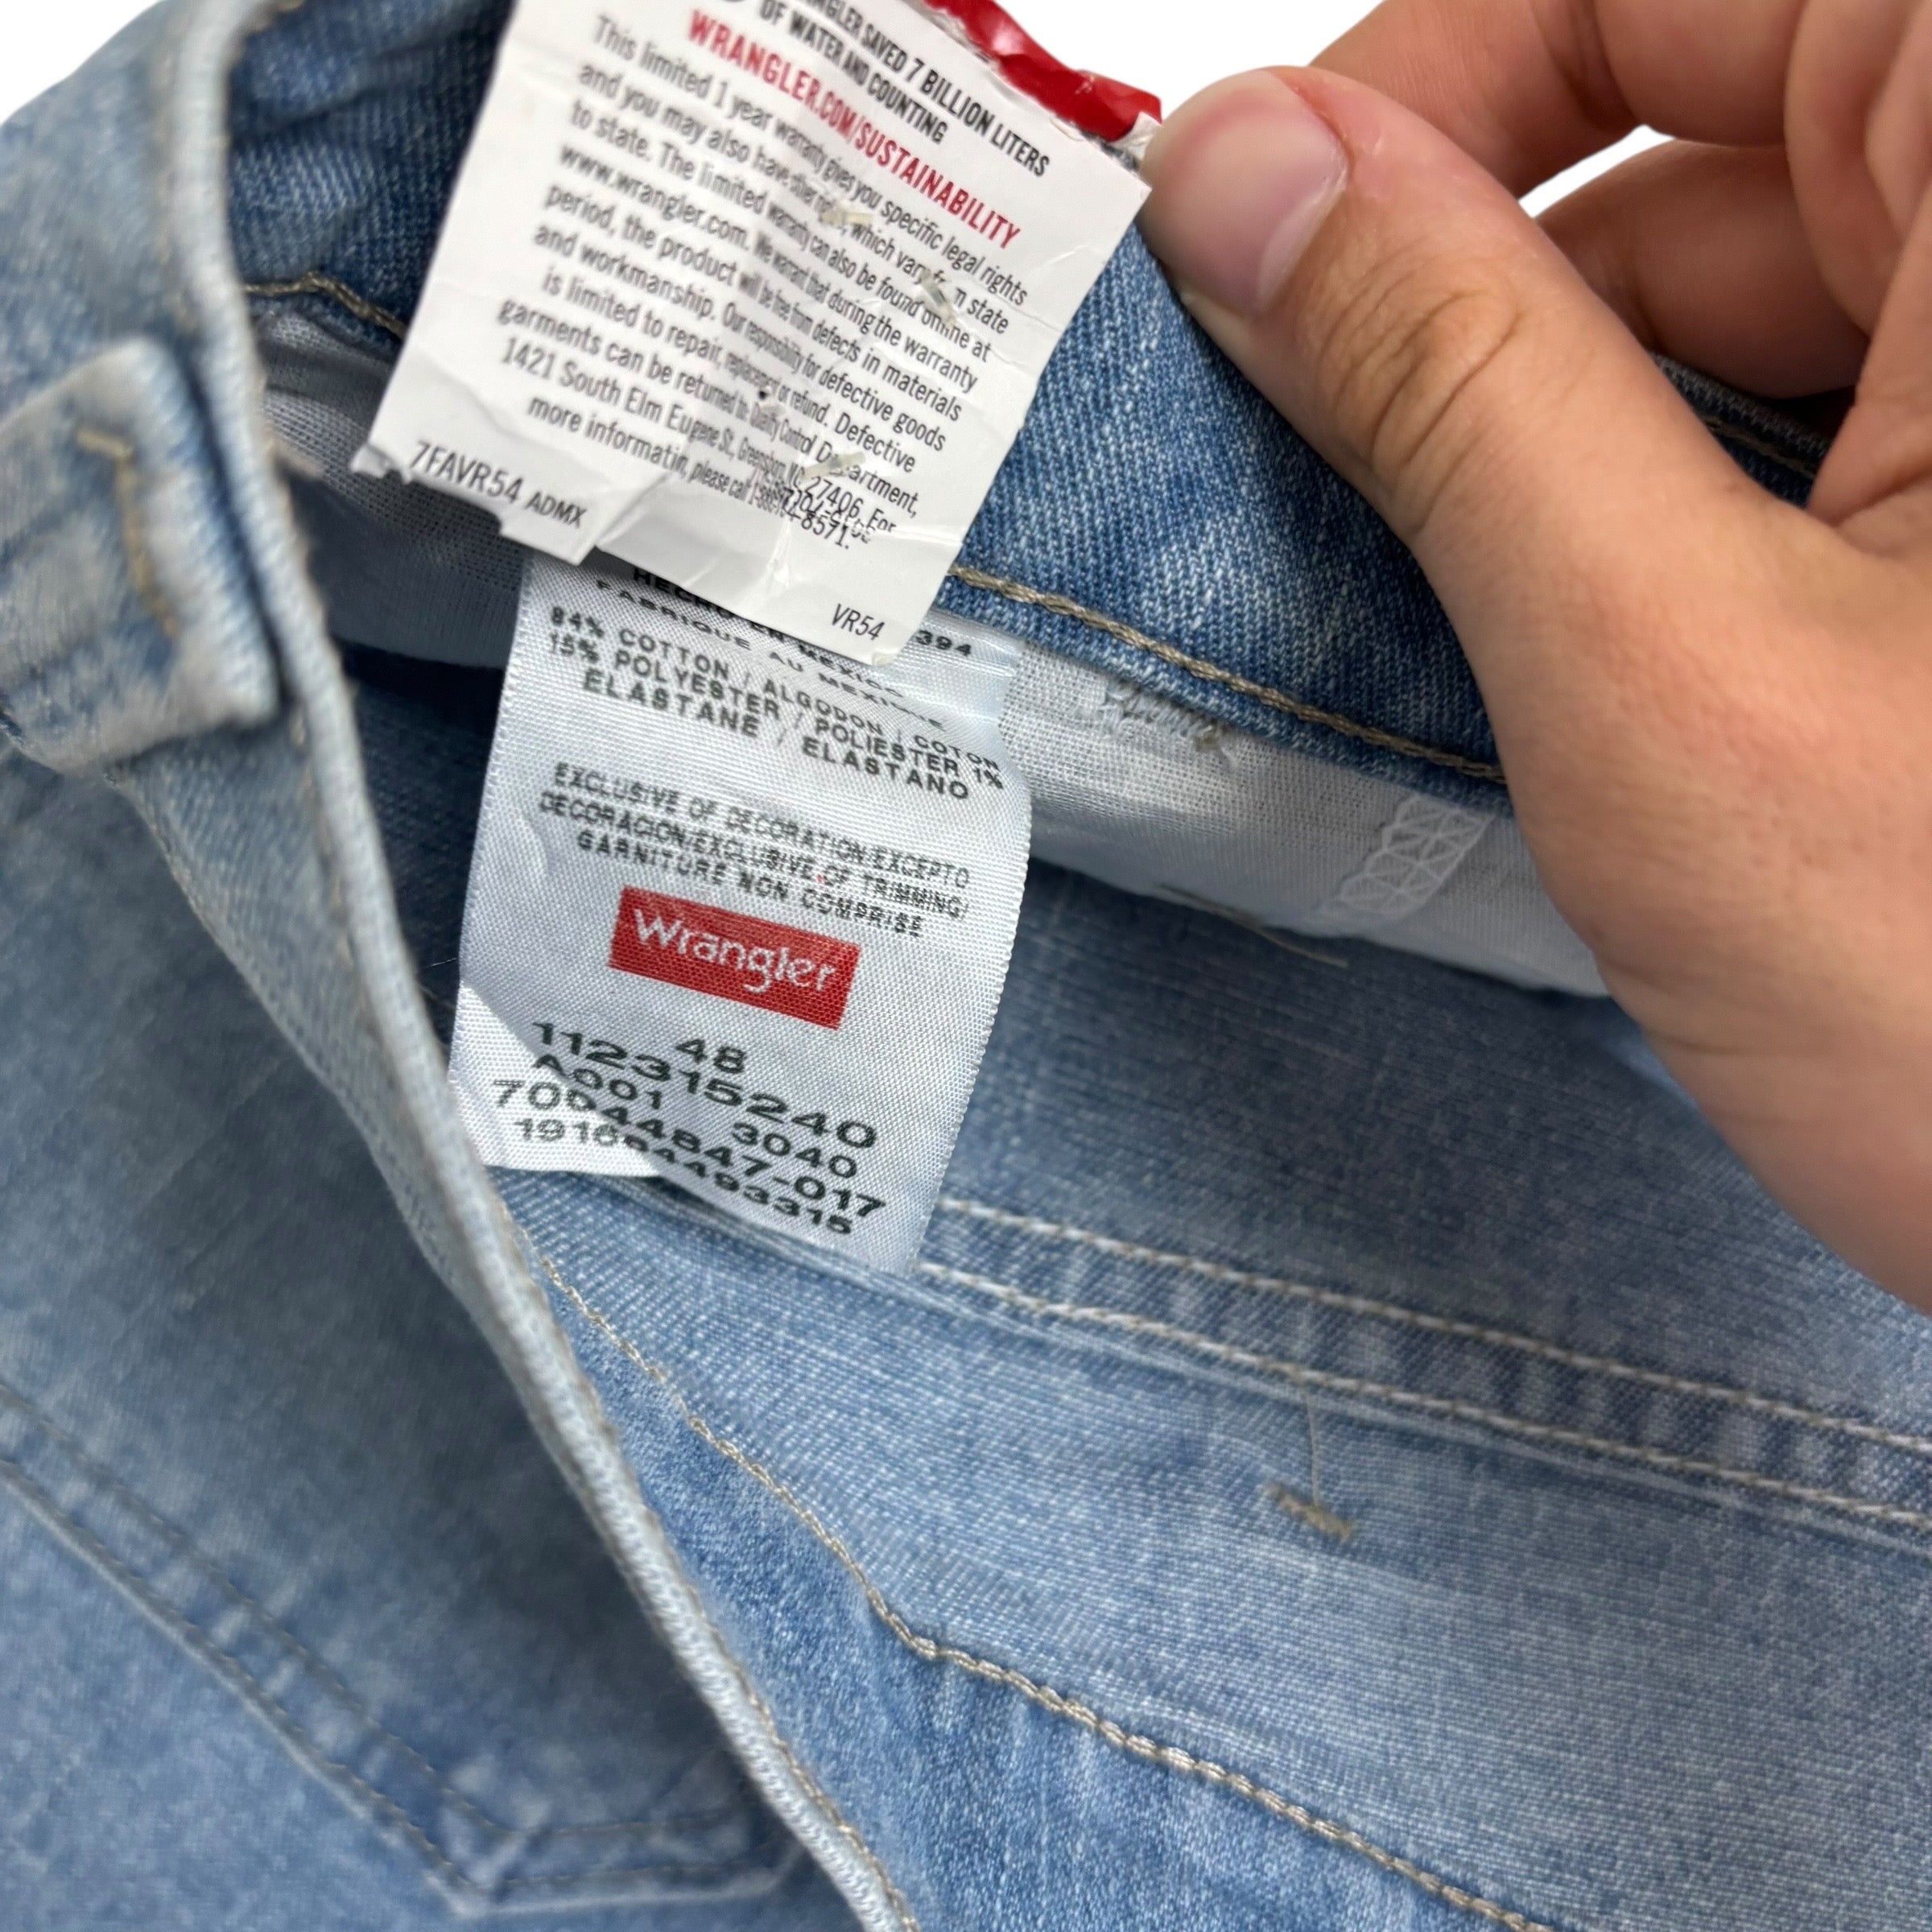 SAVED 7 BILLION LITERS
OF WATER AND COUNTING
WRANGLER.COM/SUSTAINABILITY
This limited 1 year warranty gives you specific legal rights
and you may also have other which vary state
to state. The limited warranty can also be found online at
www.wrangler.com. We warrant that during the warranty
period, the product will be free from defects in materials
and workmanship. Our responsibility for defective goods
is limited to repair, replacement or refund. Defective
garments can be returned to: Quality Control Department,
1421 South Elm Eugene St, 27406. For
more informatin, please call
7FAVR54 ADMX
VR54
394
FABRIQUE AU MEXIQUE
84% COTTON / ALGODON / COTON
15% POLYESTER / POLIESTER 1%
ELASTANE / ELASTANO
EXCLUSIVE OF DECORATION/EXCEPTO
DECORACION/EXCLUSIVE OF TRIMMING/
GARNITURE NON COMPRISE
Wrangler
48
112315240
A001 3040
70044847-017